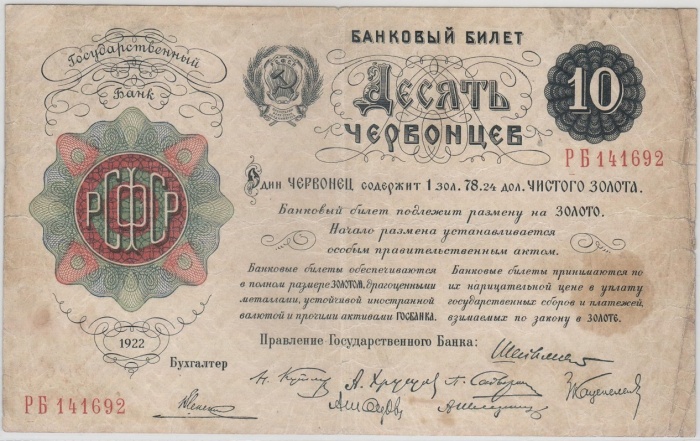 Государственный
Банк
БАНКОВЫЙ БИЛЕТ
Десять
ЧЕРВОНЦЕВ
10
РБ 141692
РСФСР
Один ЧЕРВОНЕЦ содержит 1 зол. 78.24 дол. ЧИСТОГО ЗОЛОТА.
Банковый билет подлежит размену на ЗОЛОТО.
Начало размена устанавливается
особым правительственным актом.
Банковые билеты обеспечиваются
в полном размере ЗОЛОТОМ, драгоценными
металлами, устойчивой иностранной
валютой и прочими активами ГОСБАНКА.
Банковые билеты принимаются по
их нарицательной цене в уплату
государственных сборов и платежей,
взимаемых по закону в ЗОЛОТЕ.
1922
Правление Государственного Банка:
Бухгалтер
РБ 141692